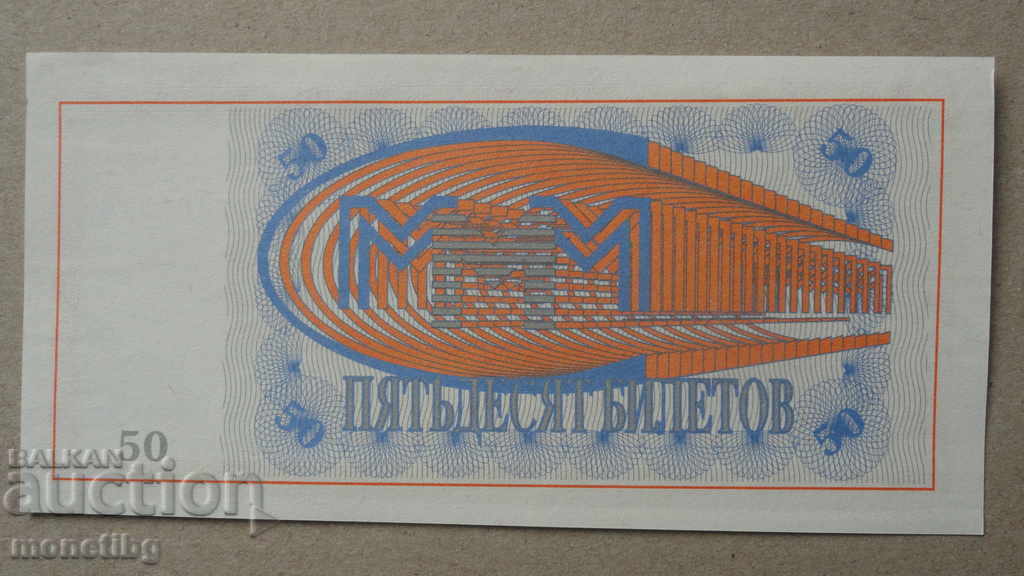 50 50
МММ
ПЯТЬДЕСЯТ БИЛЕТОВ
50 50
50
BALKAN
auction
monetibg